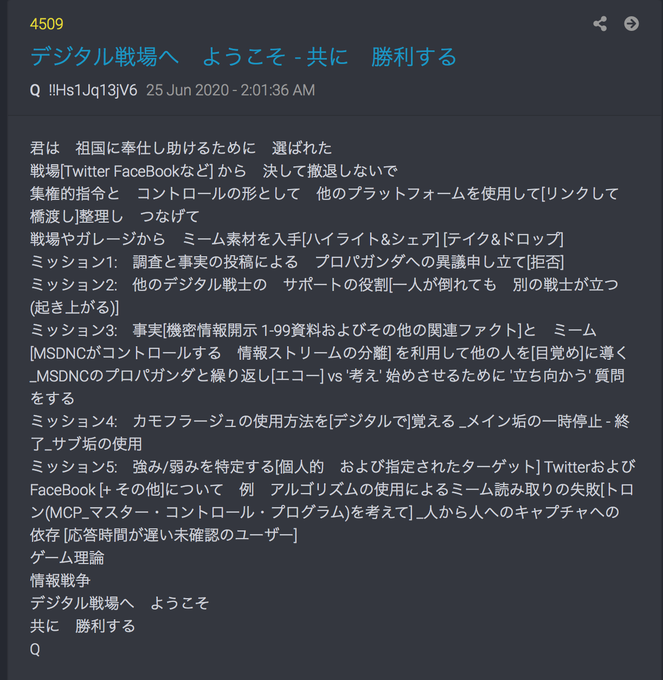 4509
デジタル戦場へ　ようこそ - 共に　勝利する
Q !!Hs1Jq13jV6 25 Jun 2020 - 2:01:36 AM
君は　祖国に奉仕し助けるために　選ばれた
戦場[Twitter FaceBookなど] から　決して撤退しないで
集権的指令と　コントロールの形として　他のプラットフォームを使用して[リンクして
橋渡し]整理し　つなげて
戦場やガレージから　ミーム素材を入手[ハイライト&シェア] [テイク&ドロップ]
ミッション1:　調査と事実の投稿による　プロパガンダへの異議申し立て[拒否]
ミッション2:　他のデジタル戦士の　サポートの役割[一人が倒れても　別の戦士が立つ
(起き上がる)]
ミッション3:　事実[機密情報開示 1-99資料およびその他の関連ファクト]と　ミーム
[MSDNCがコントロールする　情報ストリームの分離] を利用して他の人を[目覚め]に導く
_MSDNCのプロパガンダと繰り返し[エコー] vs '考え' 始めさせるために '立ち向かう' 質問
をする
ミッション4:　カモフラージュの使用方法を[デジタルで]覚える _メイン垢の一時停止 - 終
了_サブ垢の使用
ミッション5:　強み/弱みを特定する[個人的　および指定されたターゲット] Twitterおよび
FaceBook [+ その他]について　例　アルゴリズムの使用によるミーム読み取りの失敗[トロ
ン(MCP_マスター・コントロール・プログラム)を考えて] _人から人へのキャプチャへの
依存 [応答時間が遅い未確認のユーザー]
ゲーム理論
情報戦争
デジタル戦場へ　ようこそ
共に　勝利する
Q